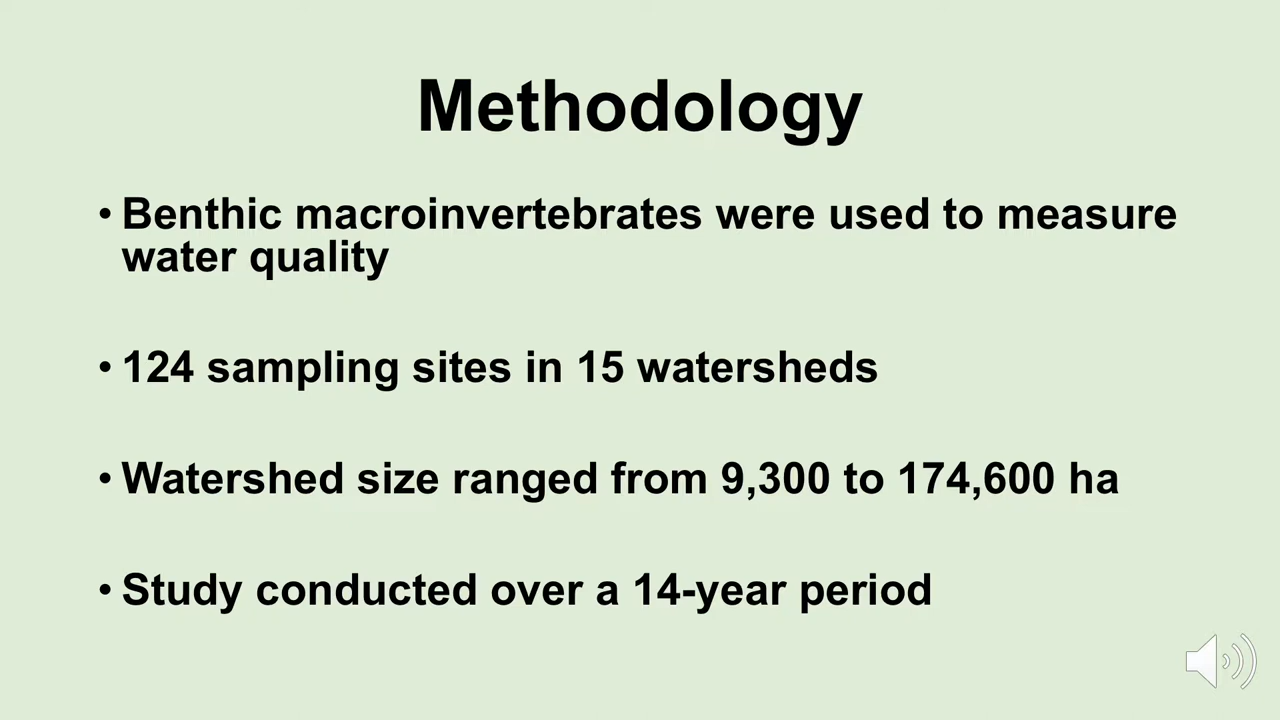 Methodology
• Benthic macroinvertebrates were used to measure
water quality
• 124 sampling sites in 15 watersheds
• Watershed size ranged from 9,300 to 174,600 ha
• Study conducted over a 14-year period